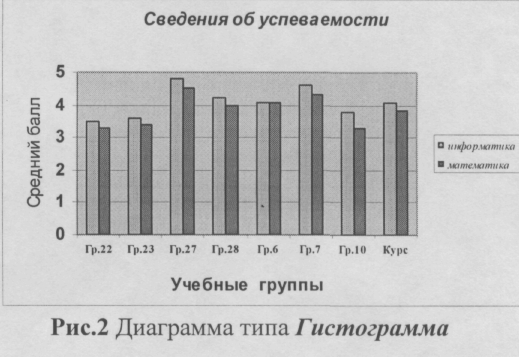 Сведения об успеваемости
5
4
3
2
1
0
Средний балл
Гр.22 Гр.23 Гр.27 Гр.28 Гр.6 Гр.7 Гр.10 Курс
Учебные группы
информатика
математика
Рис.2 Диаграмма типа Гистограмма